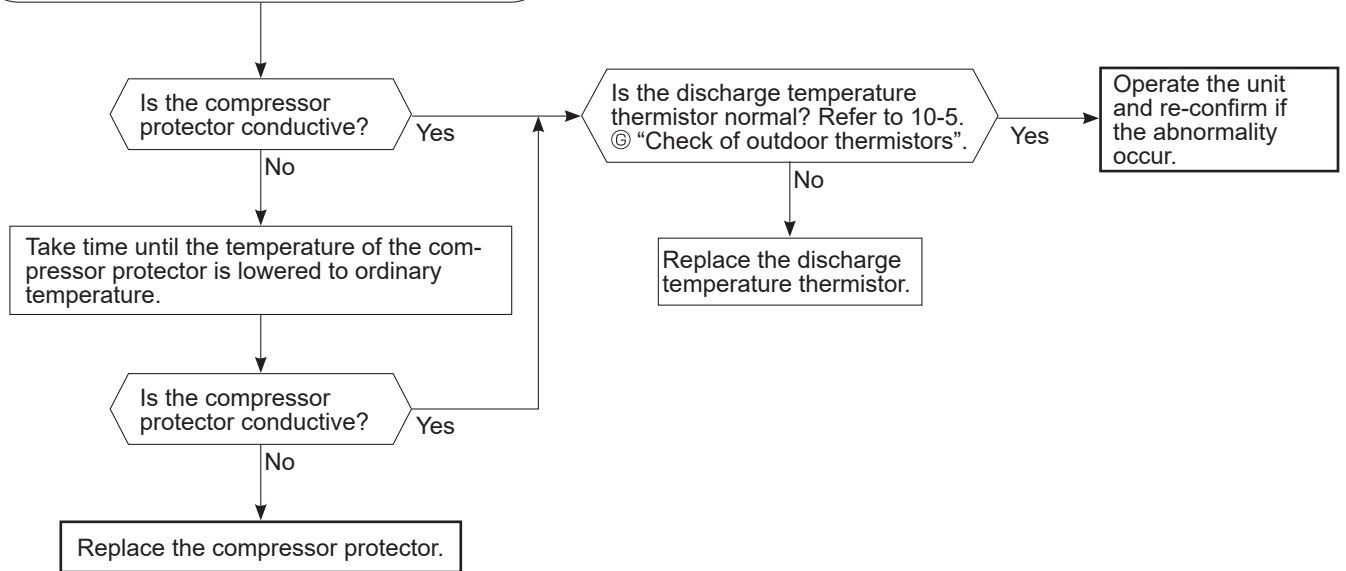 Is the compressor
protector conductive?
Yes
No
Take time until the temperature of the com-
pressor protector is lowered to ordinary
temperature.
Is the compressor
protector conductive?
Yes
No
Replace the compressor protector.
Is the discharge temperature
thermistor normal? Refer to 10-5.
Ⓖ “Check of outdoor thermistors”.
Yes
No
Replace the discharge
temperature thermistor.
Operate the unit
and re-confirm if
the abnormality
occur.